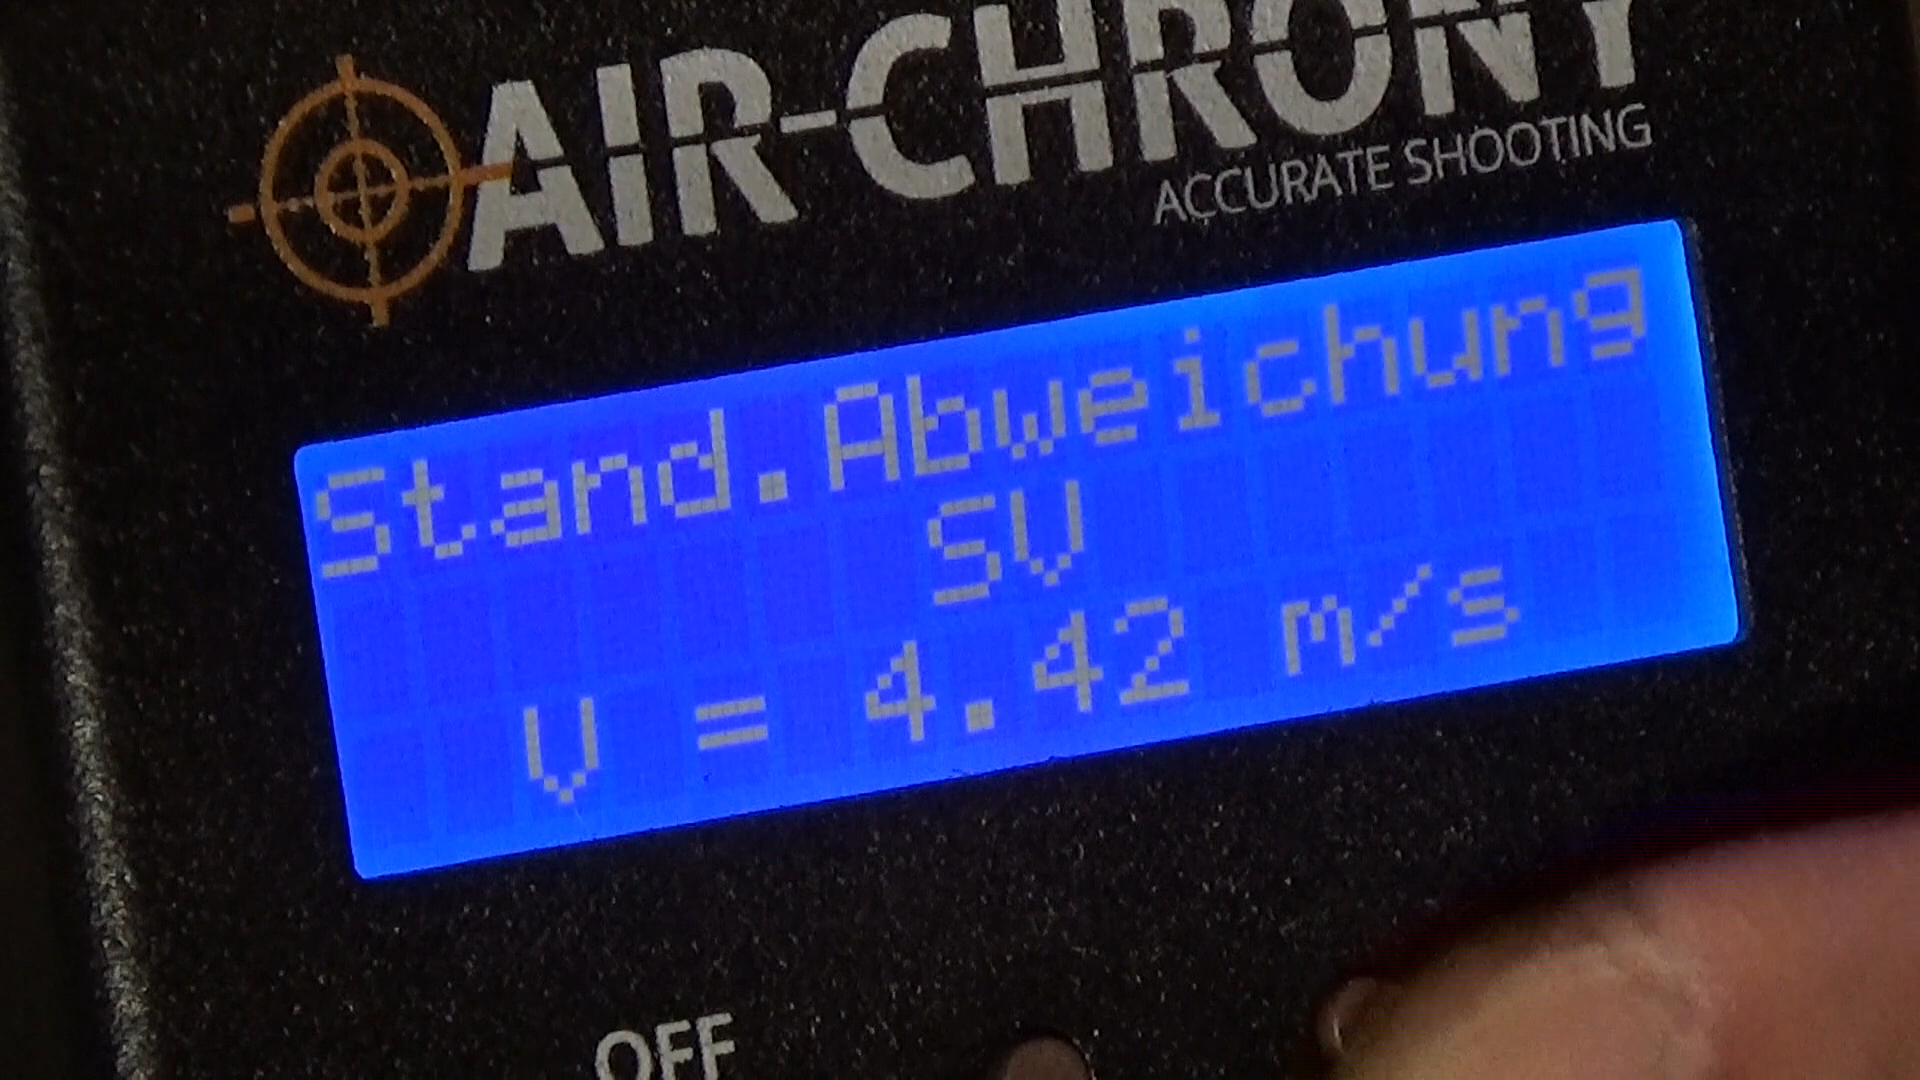 AIR-CHRONY
ACCURATE SHOOTING
Stand.Abweichung
SV
V = 4.42 m/s
OFF